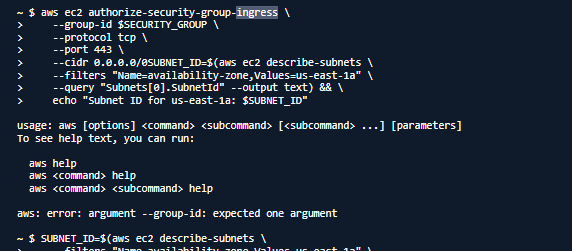 ~ $ aws ec2 authorize-security-group-ingress \
>     --group-id $SECURITY_GROUP \
>     --protocol tcp \
>     --port 443 \
>     --cidr 0.0.0.0/0SUBNET_ID=$(aws ec2 describe-subnets \
>     --filters "Name=availability-zone,Values=us-east-1a" \
>     --query "Subnets[0].SubnetId" --output text) && \
>     echo "Subnet ID for us-east-1a: $SUBNET_ID"
usage: aws [options] <command> <subcommand> [<subcommand> ...] [parameters]
To see help text, you can run:
  aws help
  aws <command> help
  aws <command> <subcommand> help
aws: error: argument --group-id: expected one argument
~ $ SUBNET_ID=$(aws ec2 describe-subnets \
>     --filters "Name=availability-zone,Values=us-east-1a" \